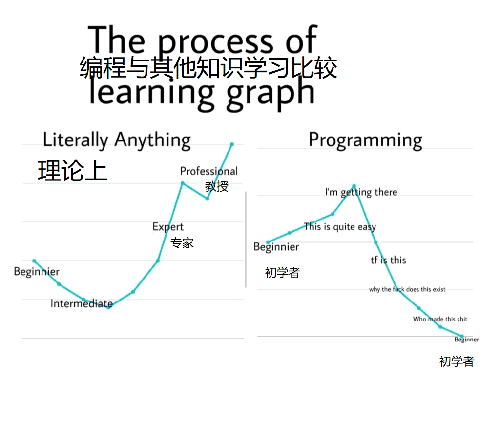 The process of
编程与其他知识学习比较
learning graph
Literally Anything
理论上
Professional
教授
Expert
专家
Beginnier
Intermediate
Programming
I'm getting there
This is quite easy
Beginnier
初学者
tf is this
why the fuck does this exist
Who made this shit
Beginner
初学者